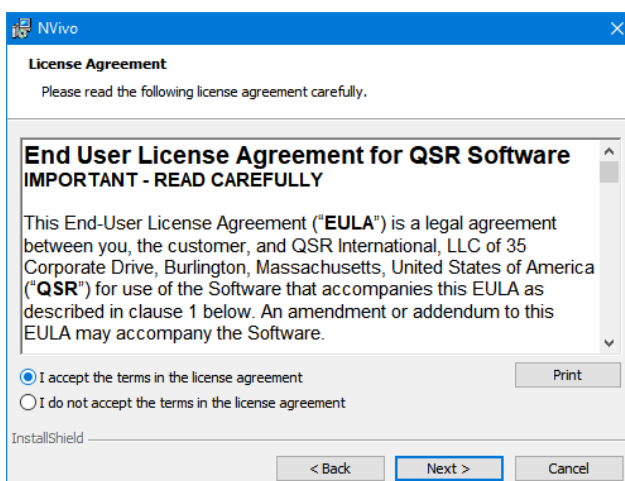 NVivo
License Agreement
Please read the following license agreement carefully.
End User License Agreement for QSR Software
IMPORTANT - READ CAREFULLY
This End-User License Agreement (“EULA”) is a legal agreement
between you, the customer, and QSR International, LLC of 35
Corporate Drive, Burlington, Massachusetts, United States of America
(“QSR”) for use of the Software that accompanies this EULA as
described in clause 1 below. An amendment or addendum to this
EULA may accompany the Software.
I accept the terms in the license agreement
Print
I do not accept the terms in the license agreement
InstallShield
< Back
Next >
Cancel